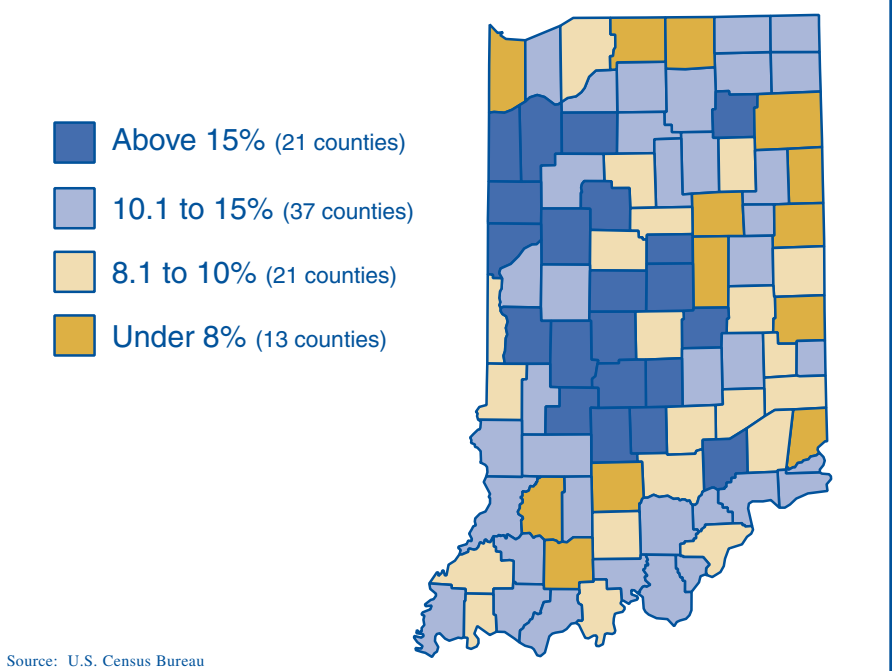 Above 15% (21 counties)
10.1 to 15% (37 counties)
8.1 to 10% (21 counties)
Under 8% (13 counties)
Source: U.S. Census Bureau